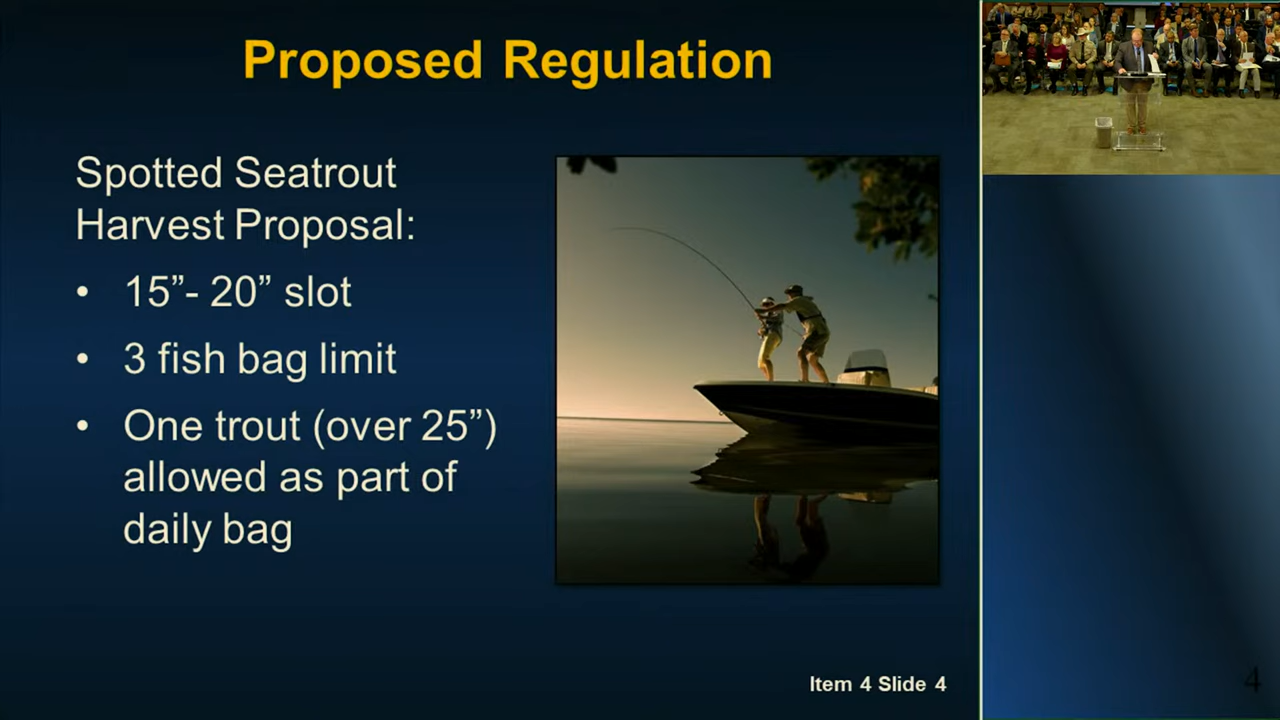 Proposed Regulation
Spotted Seatrout
Harvest Proposal:
• 15”- 20” slot
• 3 fish bag limit
• One trout (over 25”)
allowed as part of
daily bag
Item 4 Slide 4
4